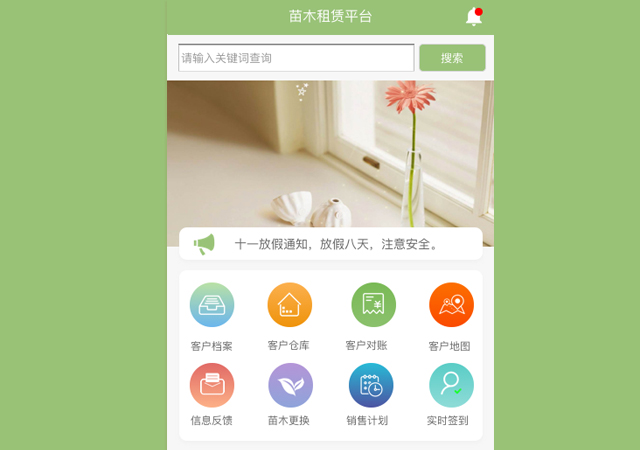 苗木租赁平台
请输入关键词查询
搜索
十一放假通知，放假八天，注意安全。
客户档案
客户仓库
客户对账
客户地图
信息反馈
苗木更换
销售计划
实时签到